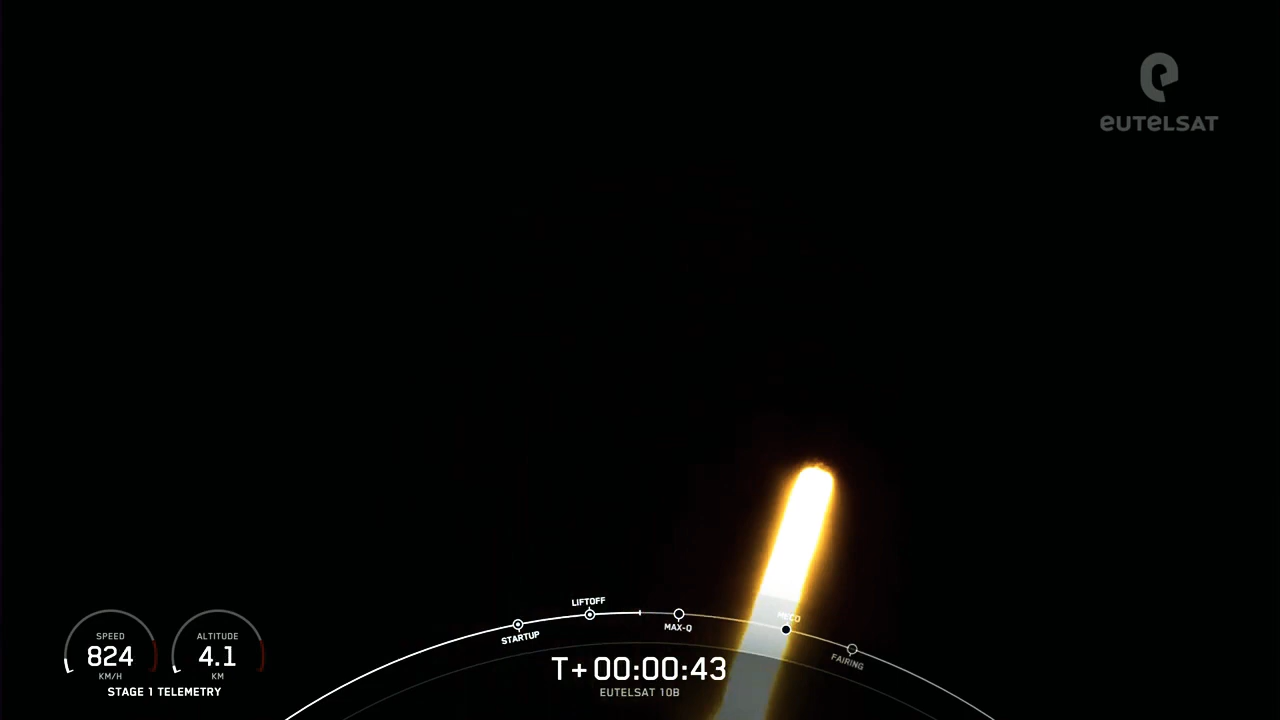 eutelsat
LIFTOFF
STARTUP
MAX-Q
MECO
FAIRING
SPEED
824
KM/H
ALTITUDE
4.1
KM
STAGE 1 TELEMETRY
T+00:00:43
EUTELSAT 10B